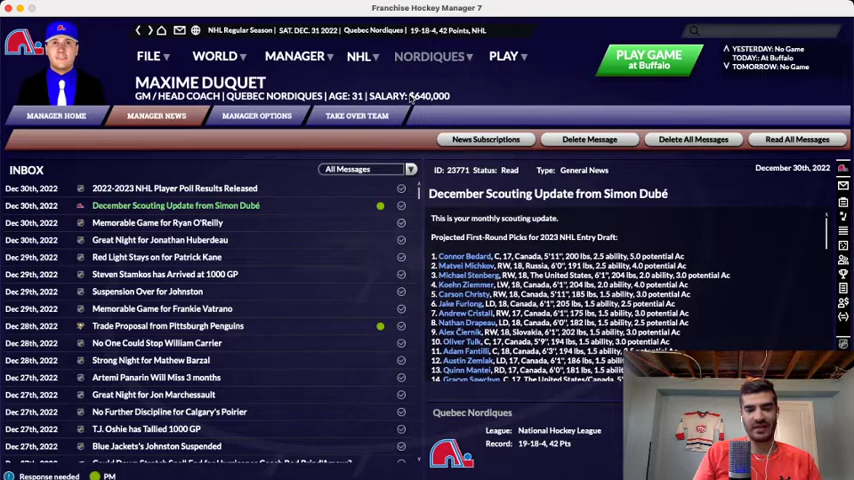 Franchise Hockey Manager 7
NHL Regular Season | SAT. DEC. 31 2022 | Quebec Nordiques | 19-18-4, 42 Points, NHL
FILE WORLD MANAGER NHL NORDIQUES PLAY
PLAY GAME
at Buffalo
YESTERDAY: No Game
TODAY: At Buffalo
TOMORROW: No Game
MAXIME DUQUET
GM / HEAD COACH | QUEBEC NORDIQUES | AGE: 31 | SALARY: $640,000
MANAGER HOME MANAGER NEWS MANAGER OPTIONS TAKE OVER TEAM
News Subscriptions Delete Message Delete All Messages Read All Messages
INBOX All Messages
Dec 30th, 2022 2022-2023 NHL Player Poll Results Released
Dec 30th, 2022 December Scouting Update from Simon Dubé
Dec 30th, 2022 Memorable Game for Ryan O'Reilly
Dec 30th, 2022 Great Night for Jonathan Huberdeau
Dec 29th, 2022 Red Light Stays on for Patrick Kane
Dec 29th, 2022 Steven Stamkos has Arrived at 1000 GP
Dec 29th, 2022 Suspension Over for Johnston
Dec 29th, 2022 Memorable Game for Frankie Vatrano
Dec 28th, 2022 Trade Proposal from Pittsburgh Penguins
Dec 28th, 2022 No One Could Stop William Carrier
Dec 28th, 2022 Strong Night for Mathew Barzal
Dec 27th, 2022 Artemi Panarin Will Miss 3 months
Dec 27th, 2022 Great Night for Jon Marchessault
Dec 27th, 2022 No Further Discipline for Calgary's Poirier
Dec 27th, 2022 T.J. Oshie has Tallied 1000 GP
Dec 27th, 2022 Blue Jackets's Johnston Suspended
Response needed PM
ID: 23771 Status: Read Type: General News December 30th, 2022
December Scouting Update from Simon Dubé
This is your monthly scouting update.
Projected First-Round Picks for 2023 NHL Entry Draft:
1. Connor Bedard, C, 17, Canada, 5'11", 200 lbs, 2.5 ability, 5.0 potential Ac
2. Matvei Michkov, RW, 18, Russia, 6'0", 191 lbs, 2.5 ability, 4.0 potential Ac
3. Michael Stenberg, RW, 18, The United States, 6'1", 204 lbs, 2.0 ability, 3.0 potential Ac
4. Koehn Ziemmer, LW, 18, Canada, 6'1", 204 lbs, 2.0 ability, 3.0 potential Ac
5. Carson Christy, RW, 18, Canada, 5'11", 185 lbs, 1.5 ability, 3.5 potential Ac
6. Jake Furlong, LD, 18, Canada, 6'1", 205 lbs, 1.5 ability, 2.5 potential Ac
7. Andrew Cristall, RW, 17, Canada, 6'1", 175 lbs, 1.5 ability, 3.0 potential Ac
8. Nathan Drapeau, LD, 18, Canada, 6'0", 182 lbs, 1.5 ability, 2.5 potential Ac
9. Alex Čiernik, RW, 18, Slovakia, 6'1", 202 lbs, 1.5 ability, 3.0 potential Ac
10. Oliver Tulk, C, 17, Canada, 5'9", 194 lbs, 1.5 ability, 3.0 potential Ac
11. Adam Fantilli, C, 18, Canada, 6'3", 194 lbs, 1.5 ability, 3.0 potential Ac
12. Austin Zemlak, LD, 17, Canada, 6'1", 186 lbs, 1.5 ability,
13. Quinn Mantei, RD, 17, Canada, 6'0", 181 lbs, 1.5 ability,
14. Gracyn Sawchyn, C, 17, The United States/Canada,
Quebec Nordiques
League: National Hockey League
Record: 19-18-4, 42 Pts